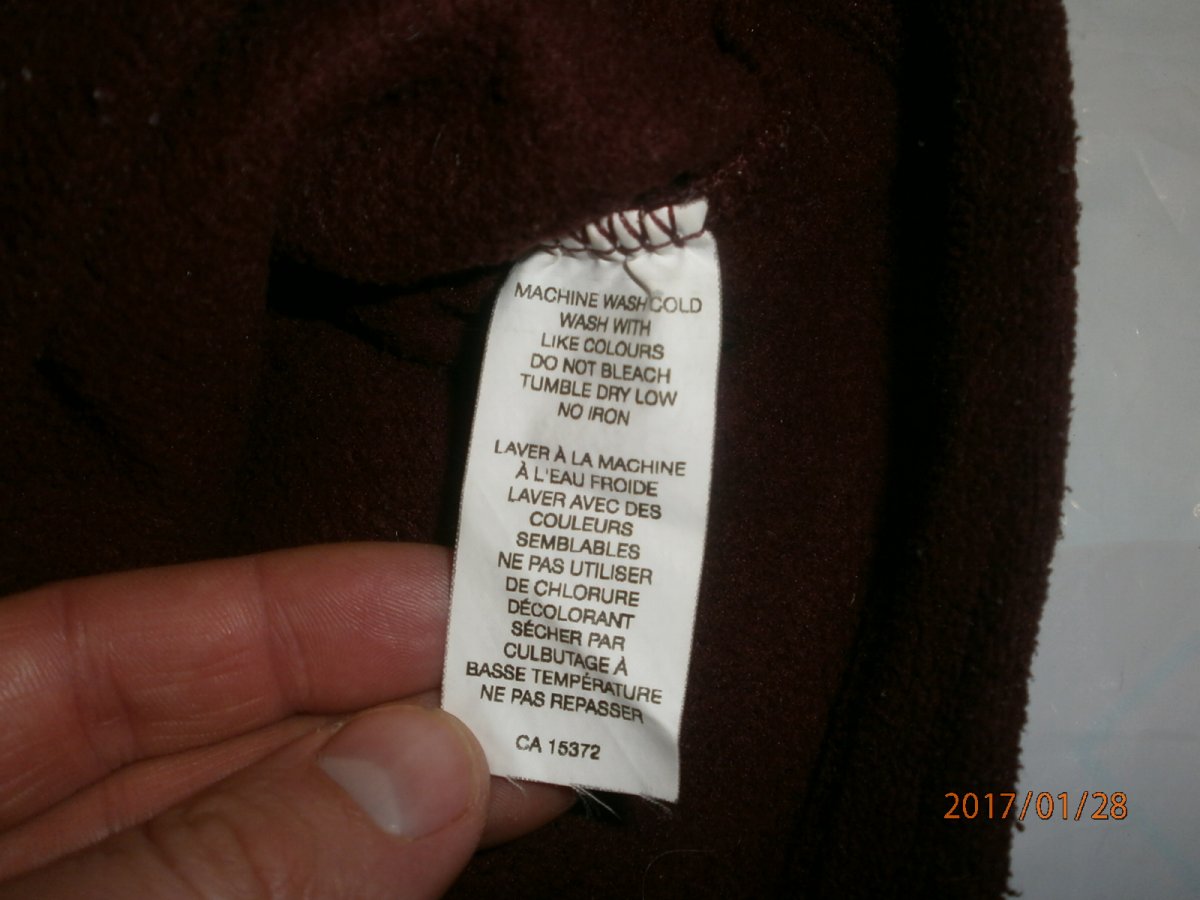 MACHINE WASH COLD
WASH WITH
LIKE COLOURS
DO NOT BLEACH
TUMBLE DRY LOW
NO IRON
LAVER À LA MACHINE
À L'EAU FROIDE
LAVER AVEC DES
COULEURS
SEMBLABLES
NE PAS UTILISER
DE CHLORURE
DÉCOLORANT
SÉCHER PAR
CULBUTAGE À
BASSE TEMPÉRATURE
NE PAS REPASSER
CA 15372
2017/01/28